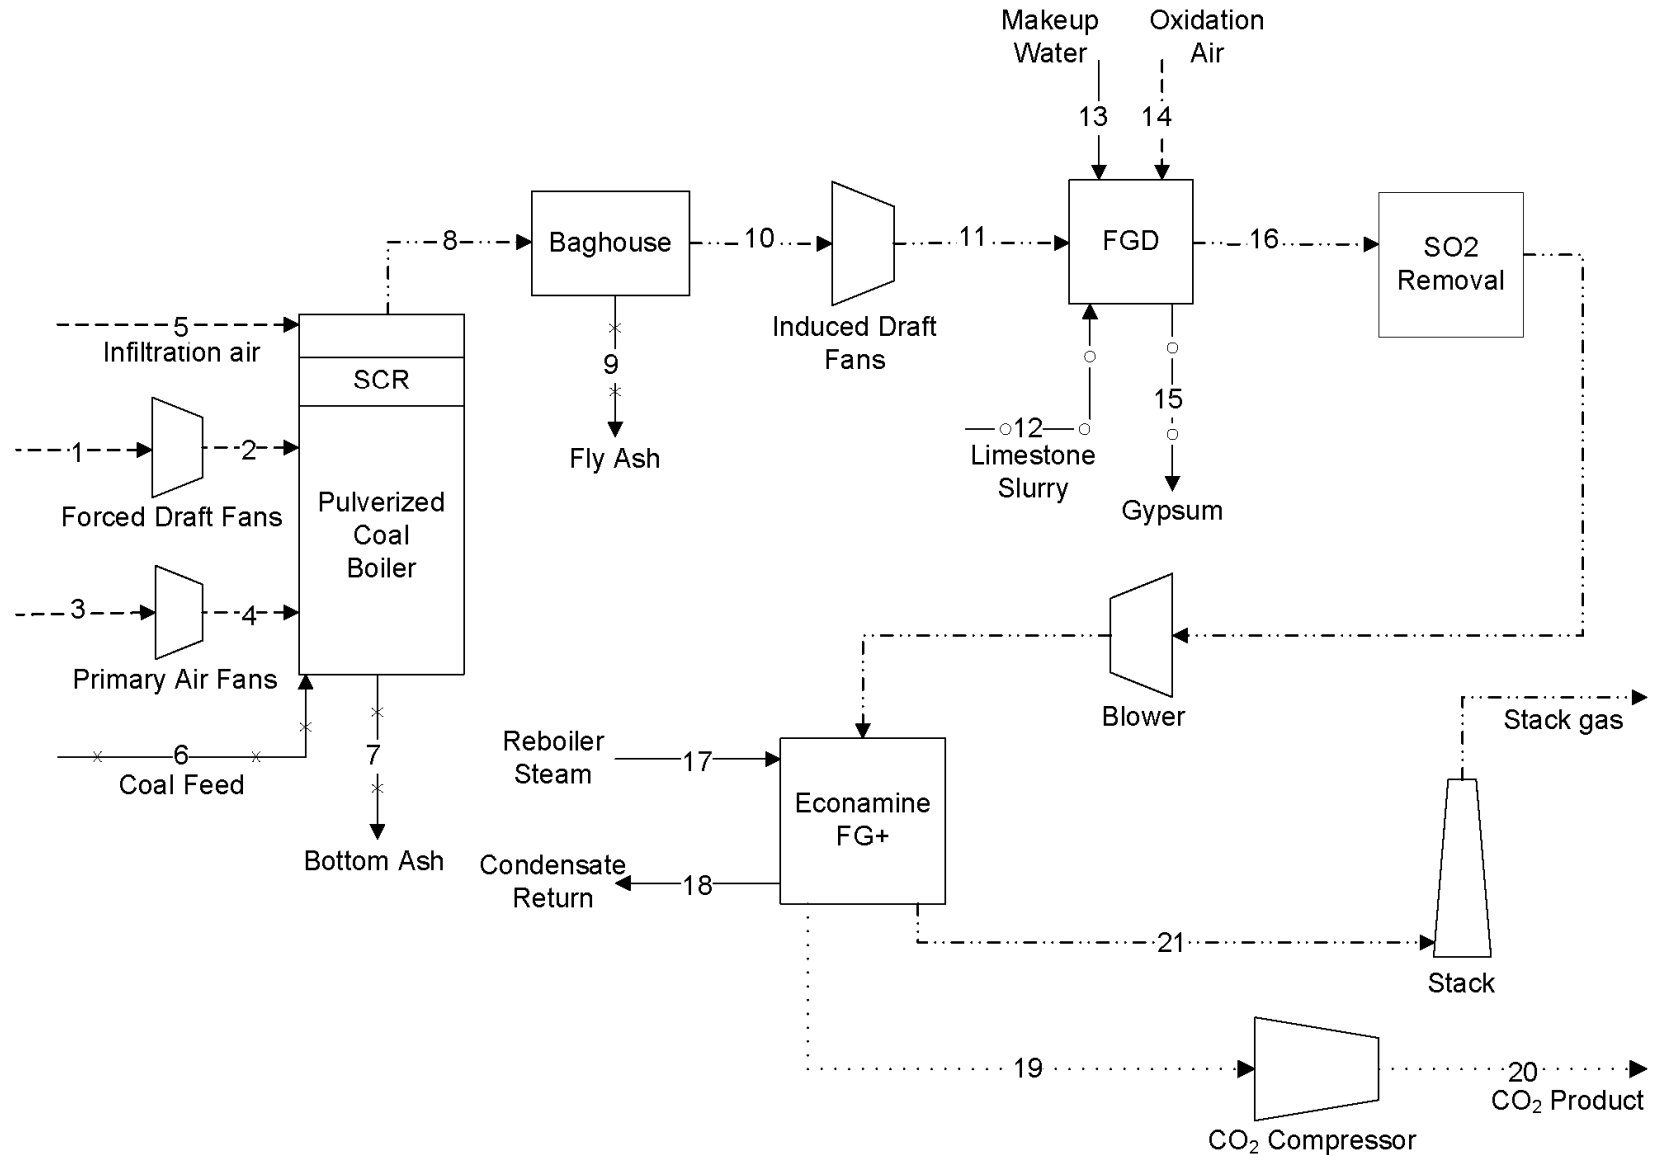 Makeup
Water
Oxidation
Air
13
14
8
Baghouse
10
11
FGD
16
SO2
Removal
5
Infiltration air
SCR
Induced Draft
Fans
9
Fly Ash
15
12
Limestone
Slurry
Gypsum
1
2
Forced Draft Fans
Pulverized
Coal
Boiler
3
4
Primary Air Fans
6
Coal Feed
7
Bottom Ash
Blower
Stack gas
Reboiler
Steam
17
Econamine
FG+
Condensate
Return
18
21
Stack
19
20
CO₂ Product
CO₂ Compressor